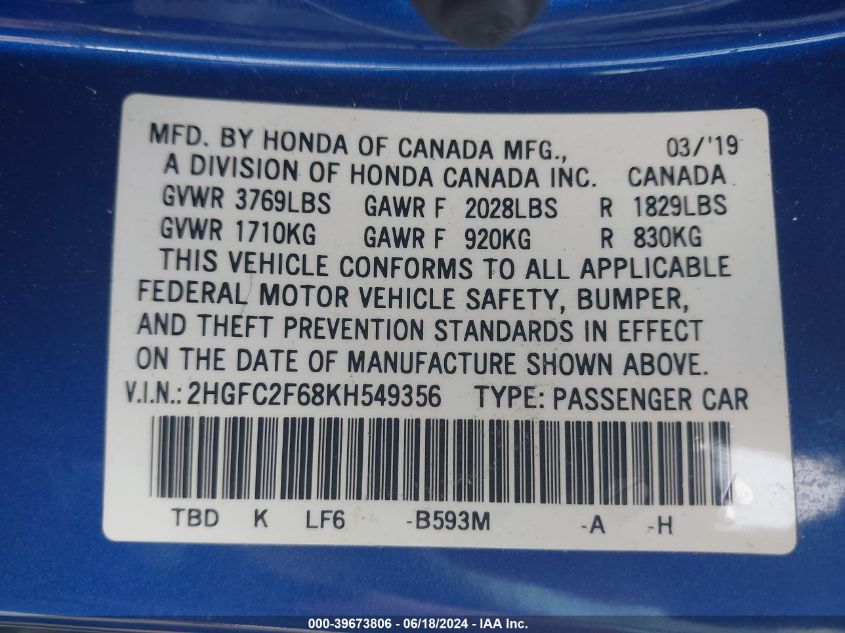 MFD. BY HONDA OF CANADA MFG., 03/'19
A DIVISION OF HONDA CANADA INC. CANADA
GVWR 3769LBS GAWR F 2028LBS R 1829LBS
GVWR 1710KG GAWR F 920KG R 830KG
THIS VEHICLE CONFORMS TO ALL APPLICABLE
FEDERAL MOTOR VEHICLE SAFETY, BUMPER,
AND THEFT PREVENTION STANDARDS IN EFFECT
ON THE DATE OF MANUFACTURE SHOWN ABOVE.
V.I.N.: 2HGFC2F68KH549356 TYPE: PASSENGER CAR
TBD K LF6 -B593M -A -H
000-39673806 - 06/18/2024 - IAA Inc.